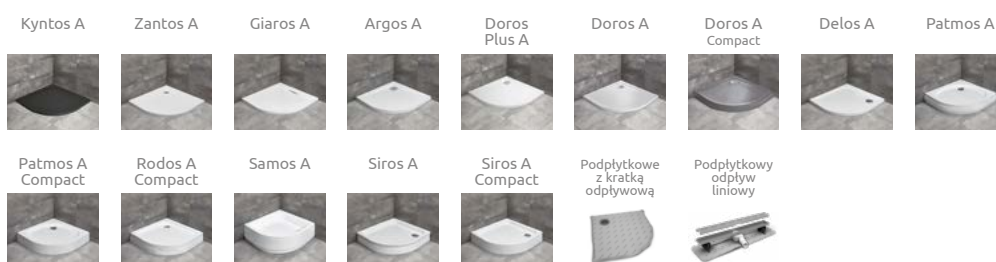 Kyntos A
Zantos A
Giaros A
Argos A
Doros
Plus A
Doros A
Doros A
Compact
Delos A
Patmos A
Patmos A
Compact
Rodos A
Compact
Samos A
Siros A
Siros A
Compact
Podpłytkowe
z kratką
odpływową
Podpłytkowy
odpływ
liniowy